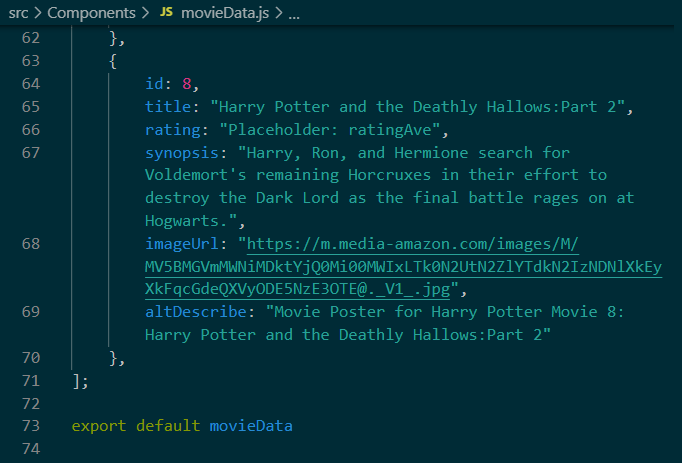 src > Components > JS movieData.js > ...
62 },
63 {
64 id: 8,
65 title: "Harry Potter and the Deathly Hallows:Part 2",
66 rating: "Placeholder: ratingAve",
67 synopsis: "Harry, Ron, and Hermione search for
Voldemort's remaining Horcruxes in their effort to
destroy the Dark Lord as the final battle rages on at
Hogwarts.",
68 imageUrl: "https://m.media-amazon.com/images/M/
MV5BMGVmMWNiMDktYjQ0Mi00MWIxLTk0N2UtN2ZlYTdkN2IzNDNlXkEy
XkFqcGdeQXVyODE5NzE3OTE@._V1_.jpg",
69 altDescribe: "Movie Poster for Harry Potter Movie 8:
Harry Potter and the Deathly Hallows:Part 2"
70 },
71 ];
72
73 export default movieData
74